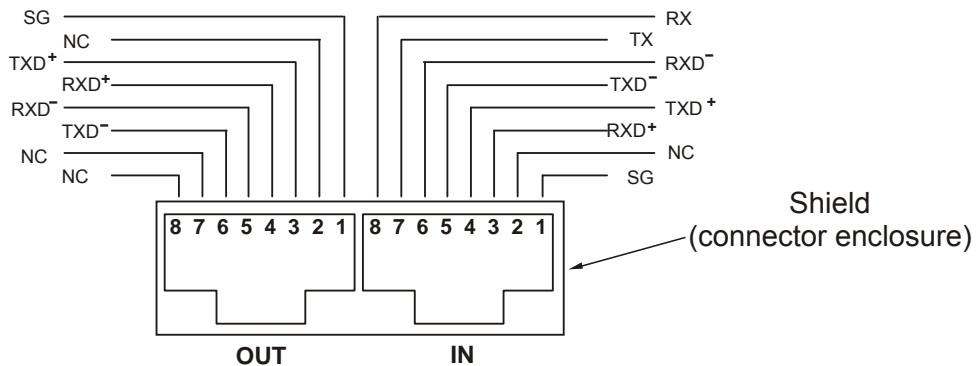 SG
NC
TXD+
RXD+
RXD-
TXD-
NC
NC
RX
TX
RXD-
TXD-
TXD+
RXD+
NC
SG
8 7 6 5 4 3 2 1
8 7 6 5 4 3 2 1
Shield
(connector enclosure)
OUT
IN